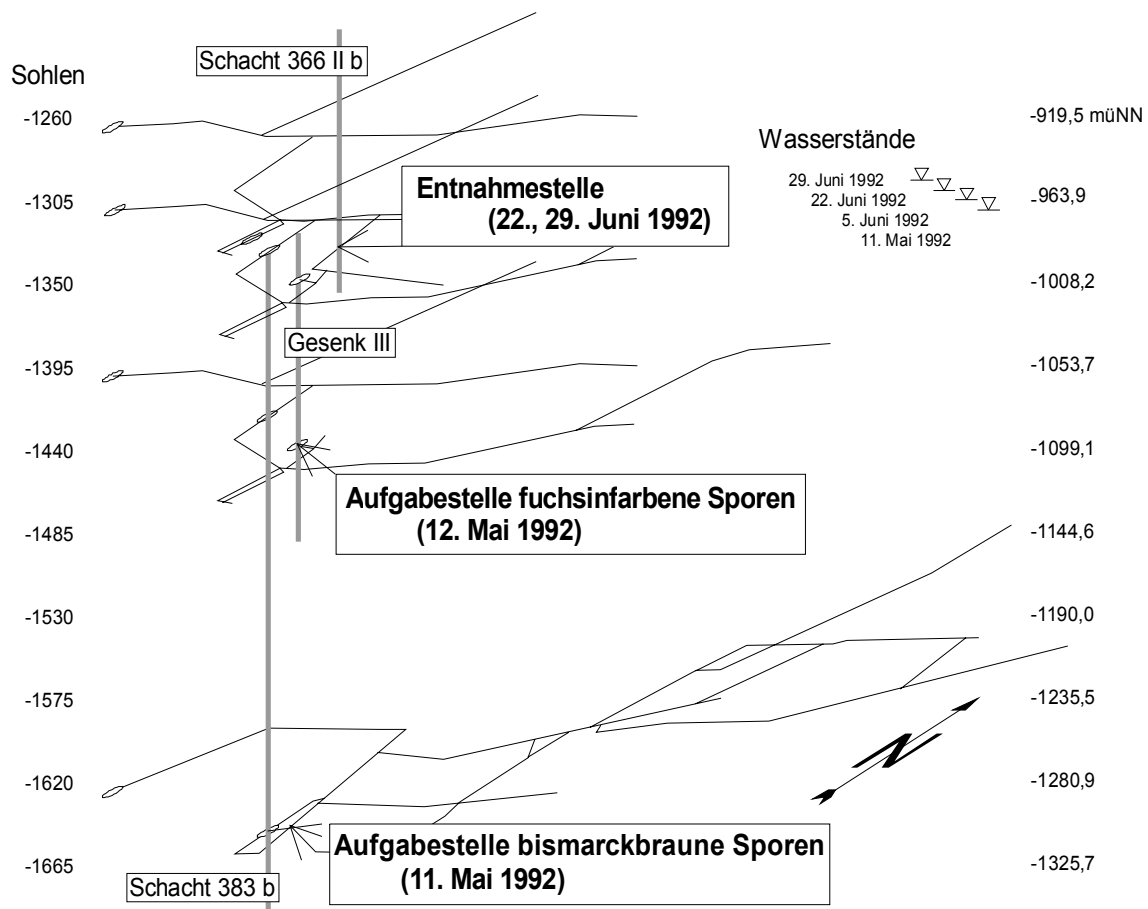 Schacht 366 II b
Sohlen
-1260
-919,5 müNN
Wasserstände
Entnahmestelle
(22., 29. Juni 1992)
29. Juni 1992
22. Juni 1992
5. Juni 1992
11. Mai 1992
-1305
-963,9
-1350
-1008,2
Gesenk III
-1395
-1053,7
-1440
-1099,1
Aufgabestelle fuchsinfarbene Sporen
(12. Mai 1992)
-1485
-1144,6
-1530
-1190,0
-1575
-1235,5
N
-1620
-1280,9
Aufgabestelle bismarckbraune Sporen
(11. Mai 1992)
-1665
-1325,7
Schacht 383 b